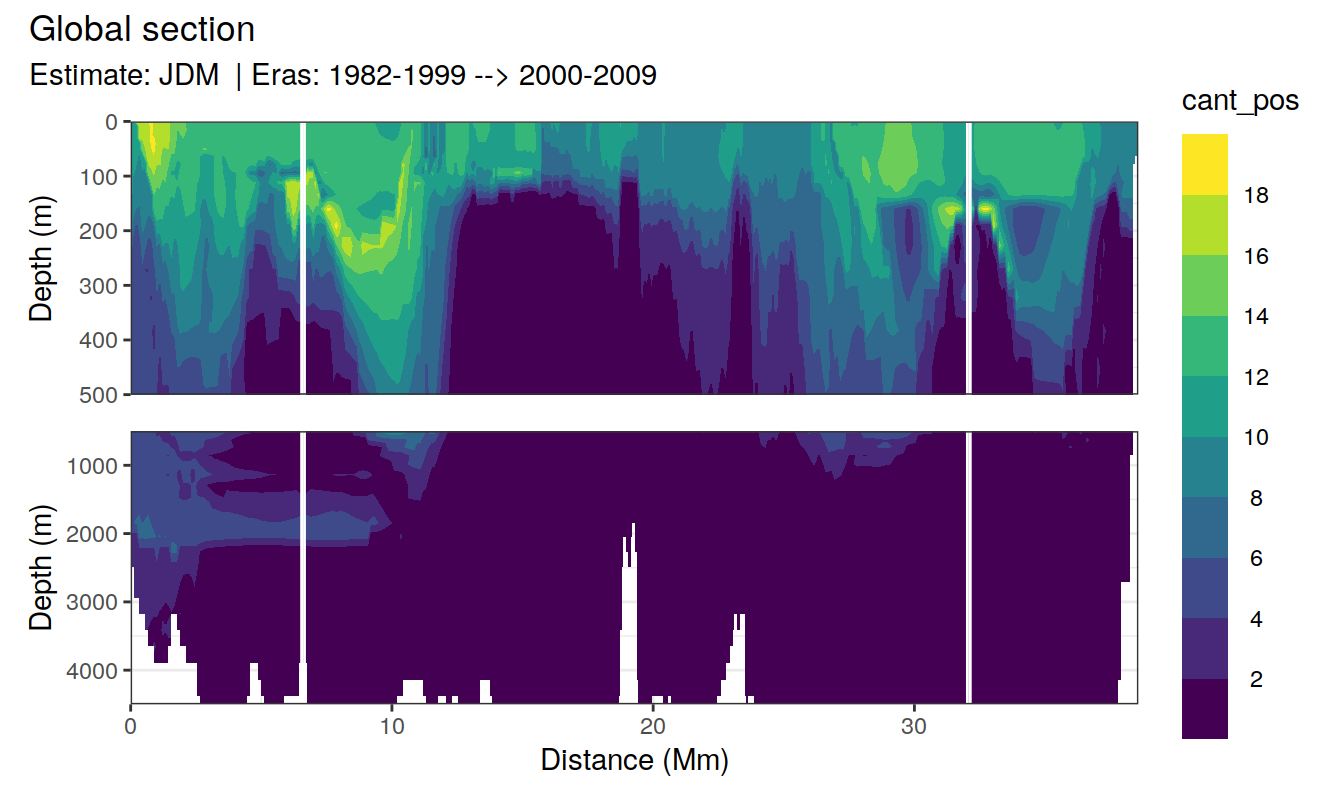 Global section
Estimate: JDM | Eras: 1982-1999 --> 2000-2009
cant_pos
18
16
14
12
10
8
6
4
2
Depth (m)
0
100
200
300
400
500
Depth (m)
1000
2000
3000
4000
0 10 20 30
Distance (Mm)